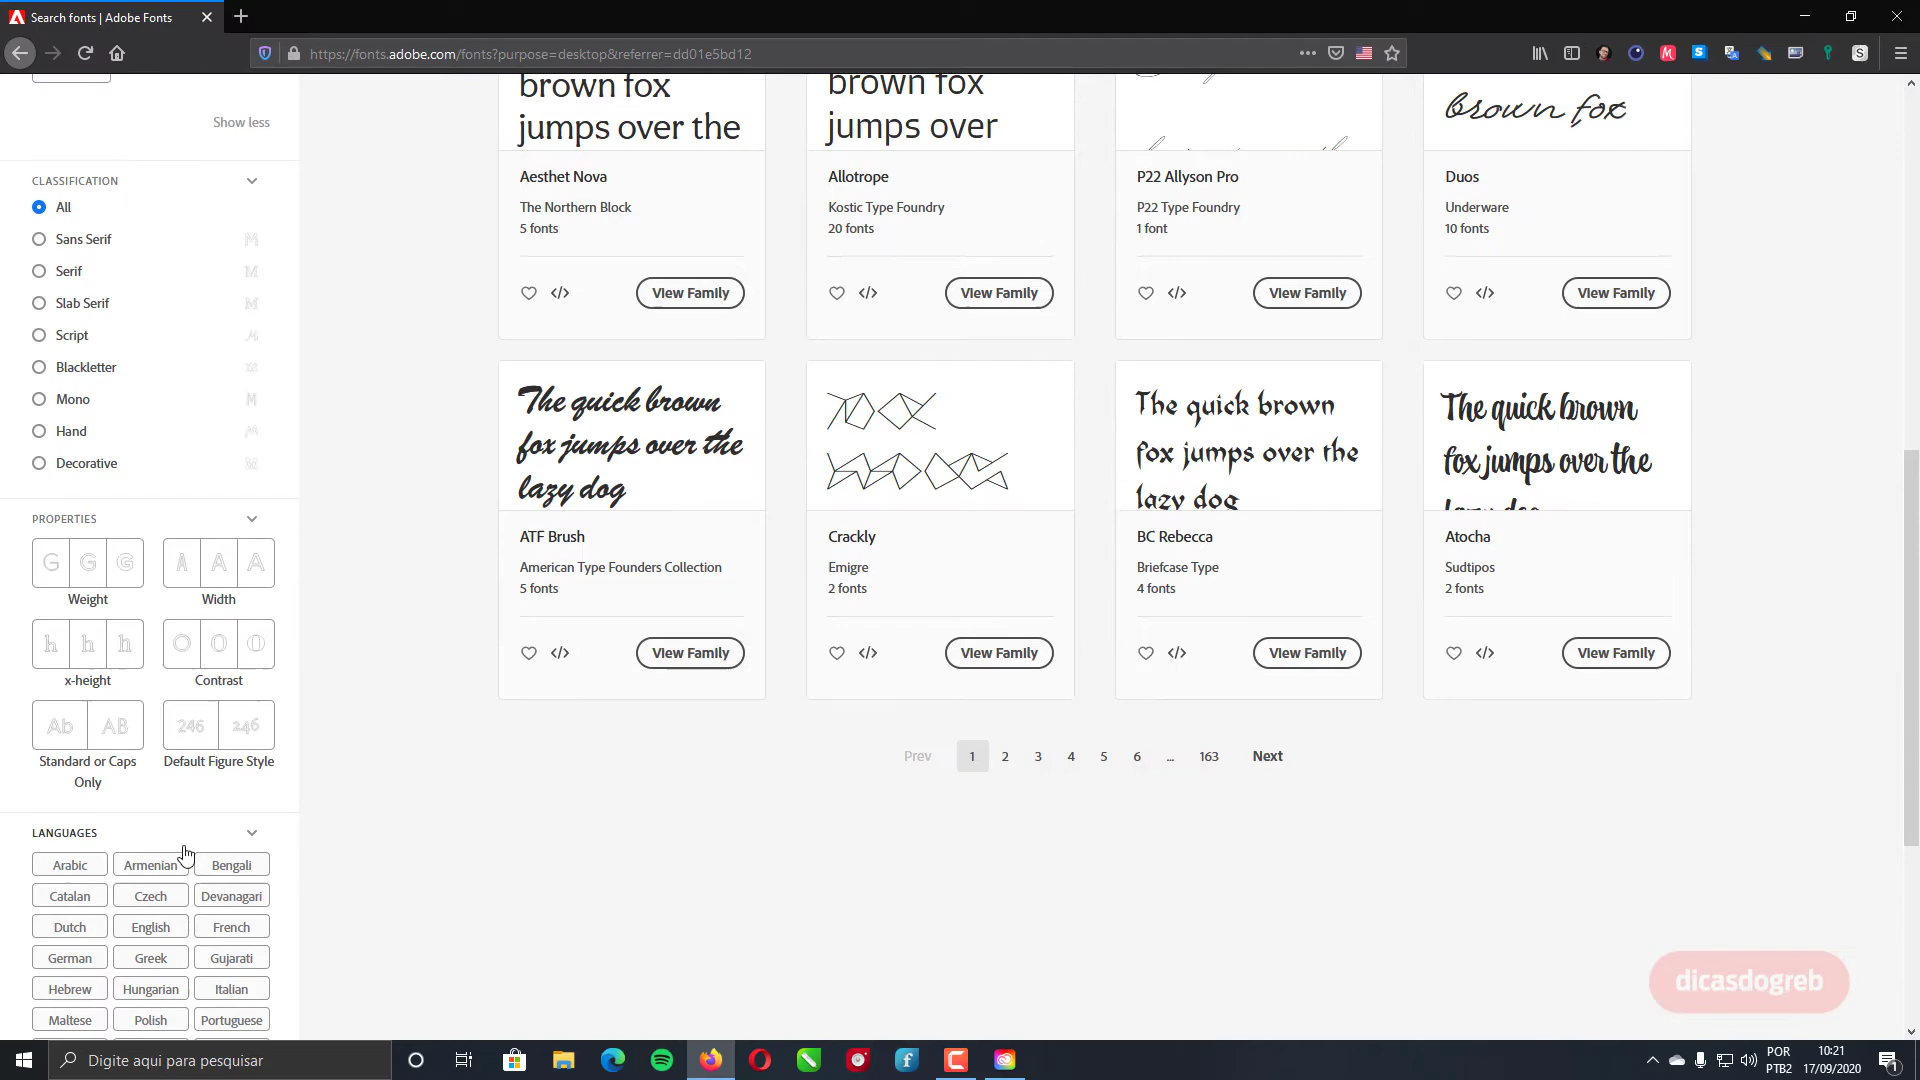 Search fonts | Adobe Fonts
https://fonts.adobe.com/fonts?purpose=desktop&referrer=dd01e5bd12
Show less
CLASSIFICATION
All
Sans Serif
Serif
Slab Serif
Script
Blackletter
Mono
Hand
Decorative
PROPERTIES
Weight
Width
x-height
Contrast
Ab AB
246 246
Standard or Caps
Only
Default Figure Style
LANGUAGES
Arabic Armenian Bengali
Catalan Czech Devanagari
Dutch English French
German Greek Gujarati
Hebrew Hungarian Italian
Maltese Polish Portuguese
brown fox
jumps over the
Aesthet Nova
The Northern Block
5 fonts
View Family
brown fox
jumps over
Allotrope
Kostic Type Foundry
20 fonts
View Family
P22 Allyson Pro
P22 Type Foundry
1 font
View Family
brown fox
Duos
Underware
10 fonts
View Family
The quick brown
fox jumps over the
lazy dog
ATF Brush
American Type Founders Collection
5 fonts
View Family
Crackly
Emigre
2 fonts
View Family
The quick brown
fox jumps over the
lazy dog
BC Rebecca
Briefcase Type
4 fonts
View Family
The quick brown
fox jumps over the
Atocha
Sudtipos
2 fonts
View Family
Prev 1 2 3 4 5 6 ... 163 Next
dicasdogreb
Digite aqui para pesquisar
POR
PTB2
10:21
17/09/2020